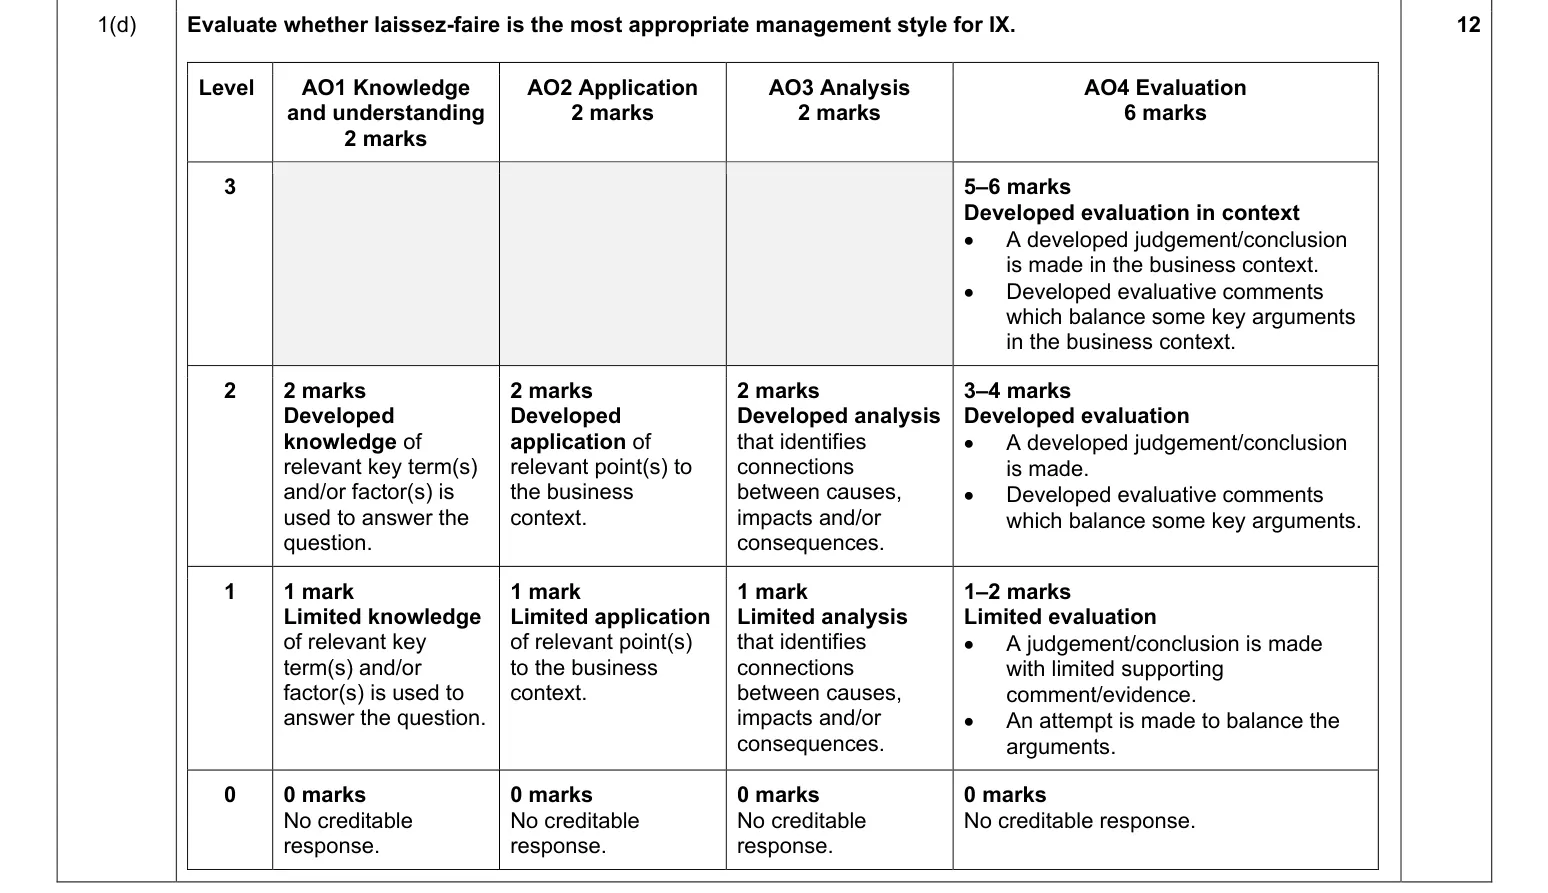 1(d)
Evaluate whether laissez-faire is the most appropriate management style for IX.
12
Level
AO1 Knowledge
and understanding
2 marks
AO2 Application
2 marks
AO3 Analysis
2 marks
AO4 Evaluation
6 marks
3
5–6 marks
Developed evaluation in context
• A developed judgement/conclusion
is made in the business context.
• Developed evaluative comments
which balance some key arguments
in the business context.
2
2 marks
Developed
knowledge of
relevant key term(s)
and/or factor(s) is
used to answer the
question.
2 marks
Developed
application of
relevant point(s) to
the business
context.
2 marks
Developed analysis
that identifies
connections
between causes,
impacts and/or
consequences.
3–4 marks
Developed evaluation
• A developed judgement/conclusion
is made.
• Developed evaluative comments
which balance some key arguments.
1
1 mark
Limited knowledge
of relevant key
term(s) and/or
factor(s) is used to
answer the question.
1 mark
Limited application
of relevant point(s)
to the business
context.
1 mark
Limited analysis
that identifies
connections
between causes,
impacts and/or
consequences.
1–2 marks
Limited evaluation
• A judgement/conclusion is made
with limited supporting
comment/evidence.
• An attempt is made to balance the
arguments.
0
0 marks
No creditable
response.
0 marks
No creditable
response.
0 marks
No creditable
response.
0 marks
No creditable response.